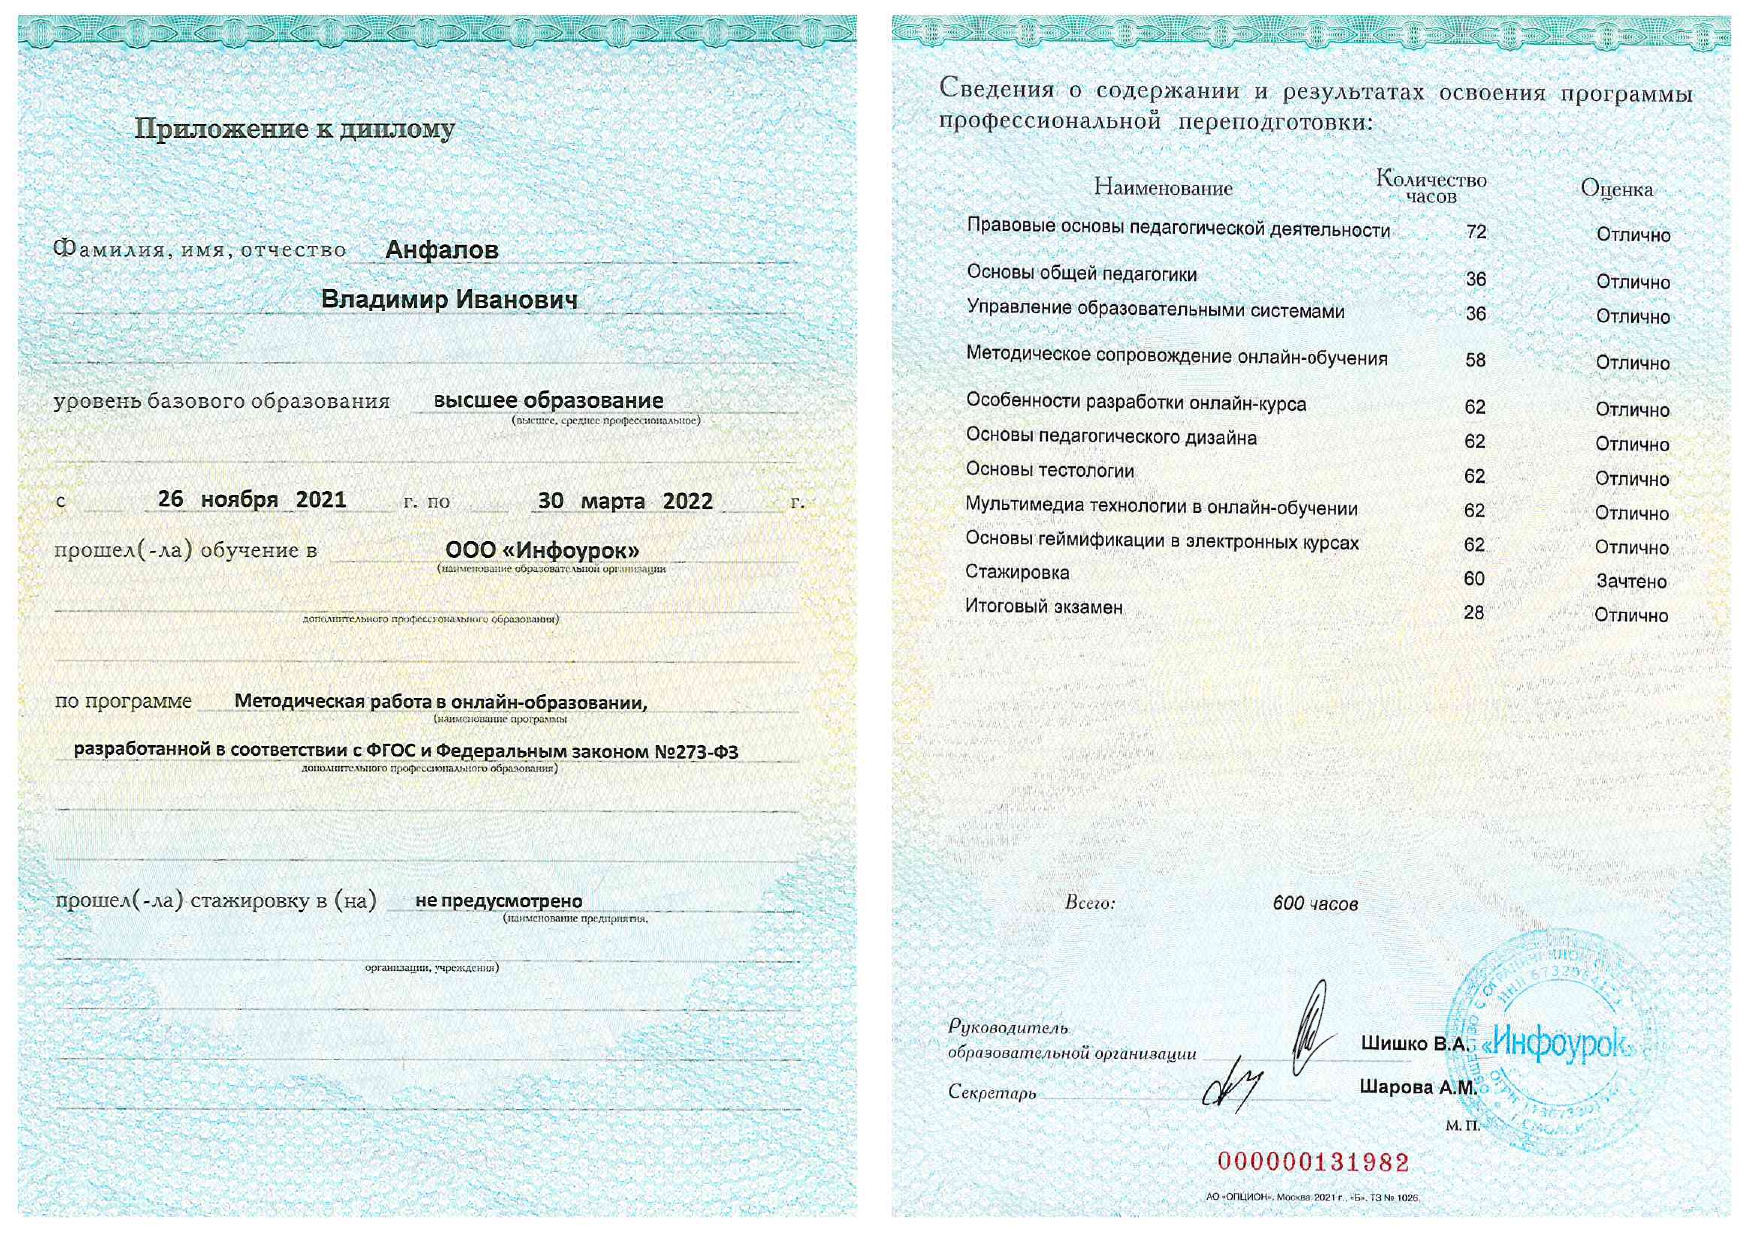 Приложение к диплому
Фамилия, имя, отчество Анфалов
Владимир Иванович
уровень базового образования высшее образование
(высшее, среднее профессиональное)
с 26 ноября 2021 г. по 30 марта 2022 г.
прошел(-ла) обучение в ООО «Инфоурок»
(наименование образовательной организации
дополнительного профессионального образования)
по программе Методическая работа в онлайн-образовании,
(наименование программы
разработанной в соответствии с ФГОС и Федеральным законом №273-ФЗ
дополнительного профессионального образования)
прошел(-ла) стажировку в (на) не предусмотрено
(наименование предприятия,
организации, учреждения)
Сведения о содержании и результатах освоения программы
профессиональной переподготовки:
Наименование Количество часов Оценка
Правовые основы педагогической деятельности 72 Отлично
Основы общей педагогики 36 Отлично
Управление образовательными системами 36 Отлично
Методическое сопровождение онлайн-обучения 58 Отлично
Особенности разработки онлайн-курса 62 Отлично
Основы педагогического дизайна 62 Отлично
Основы тестологии 62 Отлично
Мультимедиа технологии в онлайн-обучении 62 Отлично
Основы геймификации в электронных курсах 62 Отлично
Стажировка 60 Зачтено
Итоговый экзамен 28 Отлично
Всего: 600 часов
Руководитель
образовательной организации Шишко В.А.
«Инфоурок»
Секретарь Шарова А.М.
М. П.
000000131982
АО «ОПЦИОН», Москва, 2021 г., «Б». ТЗ № 1026.